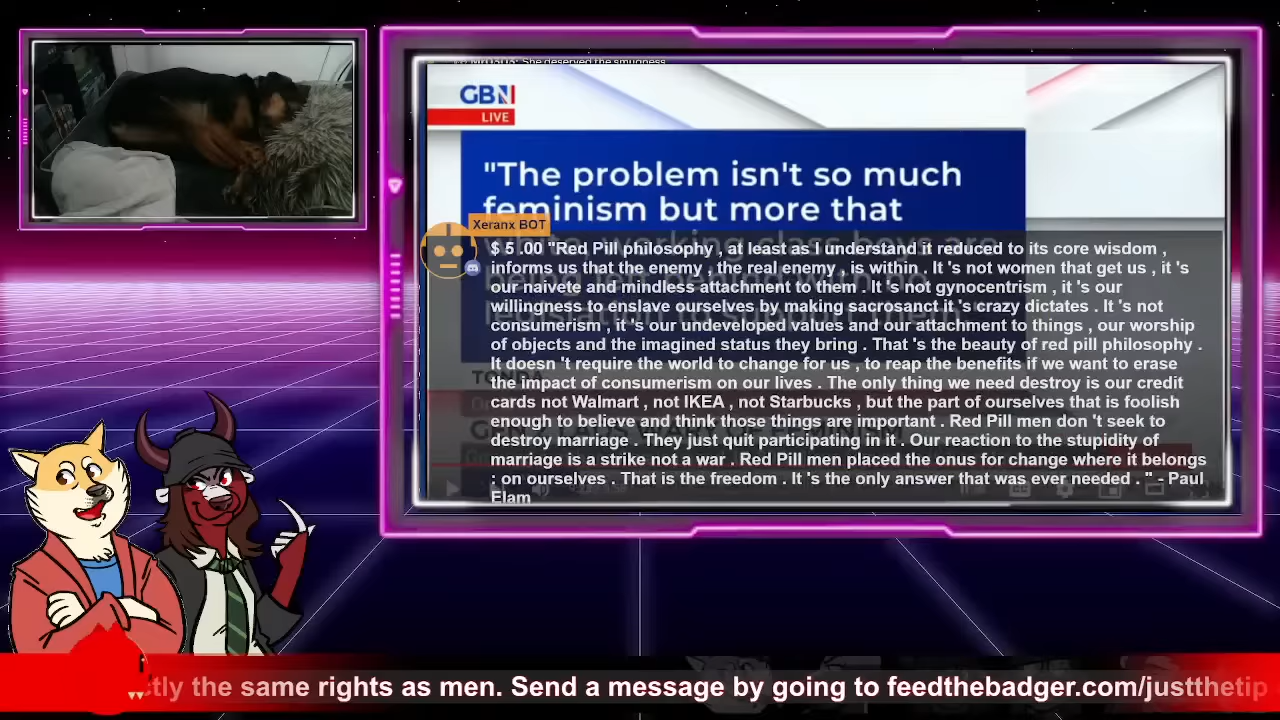 MrO3O3: She deserved the smugness
GBN
LIVE
"The problem isn't so much
feminism but more that
white, working class boys are
Xeranx BOT
$ 5 .00 "Red Pill philosophy , at least as I understand it reduced to its core wisdom ,
informs us that the enemy , the real enemy , is within . It 's not women that get us , it 's
our naivete and mindless attachment to them . It 's not gynocentrism , it 's our
willingness to enslave ourselves by making sacrosanct it 's crazy dictates . It 's not
consumerism , it 's our undeveloped values and our attachment to things , our worship
of objects and the imagined status they bring . That 's the beauty of red pill philosophy .
It doesn 't require the world to change for us , to reap the benefits if we want to erase
the impact of consumerism on our lives . The only thing we need destroy is our credit
cards not Walmart , not IKEA , not Starbucks , but the part of ourselves that is foolish
enough to believe and think those things are important . Red Pill men don 't seek to
destroy marriage . They just quit participating in it . Our reaction to the stupidity of
marriage is a strike not a war . Red Pill men placed the onus for change where it belongs
: on ourselves . That is the freedom . It 's the only answer that was ever needed . " - Paul
Elam
ctly the same rights as men. Send a message by going to feedthebadger.com/justthetip